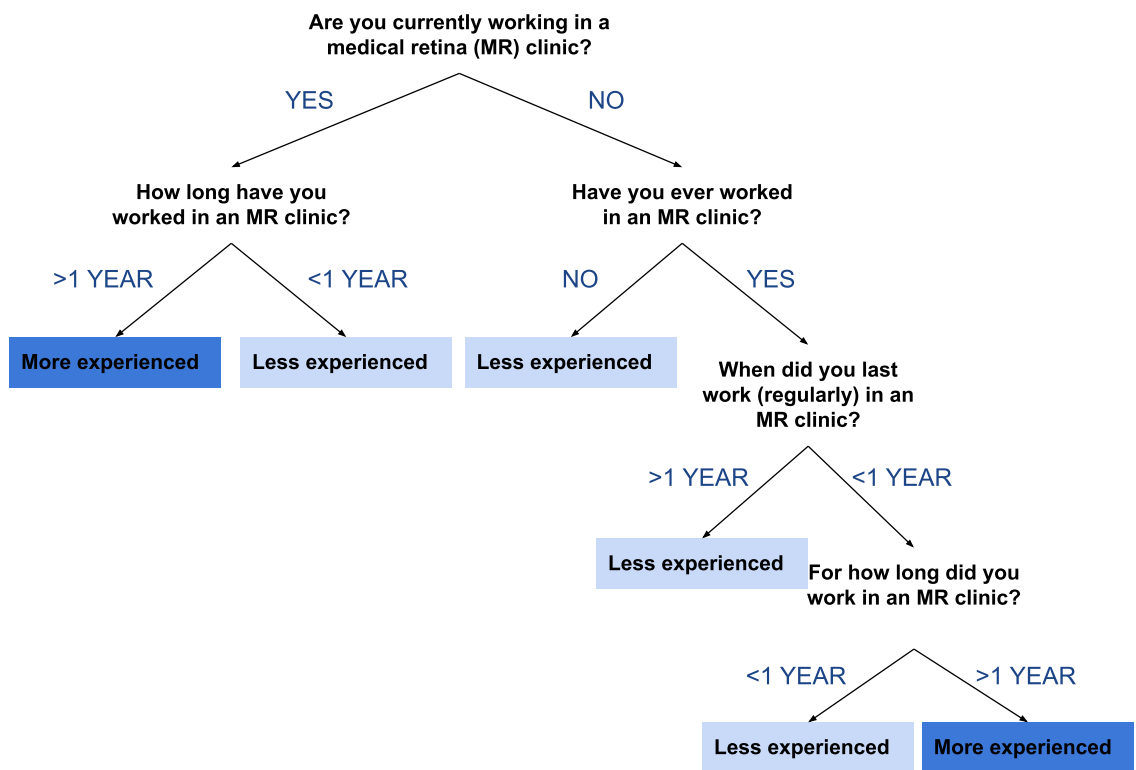 Are you currently working in a
medical retina (MR) clinic?
YES
NO
How long have you
worked in an MR clinic?
Have you ever worked
in an MR clinic?
>1 YEAR
<1 YEAR
NO
YES
More experienced
Less experienced
Less experienced
When did you last
work (regularly) in an
MR clinic?
>1 YEAR
<1 YEAR
Less experienced
For how long did you
work in an MR clinic?
<1 YEAR
>1 YEAR
Less experienced
More experienced